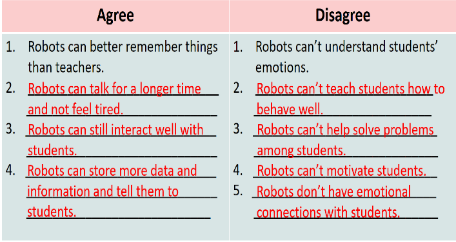 Agree
1. Robots can better remember things
than teachers.
2. Robots can talk for a longer time
and not feel tired.
3. Robots can still interact well with
students.
4. Robots can store more data and
information and tell them to
students.
Disagree
1. Robots can't understand students'
emotions.
2. Robots can't teach students how to
behave well.
3. Robots can't help solve problems
among students.
4. Robots can't motivate students.
5. Robots don't have emotional
connections with students.